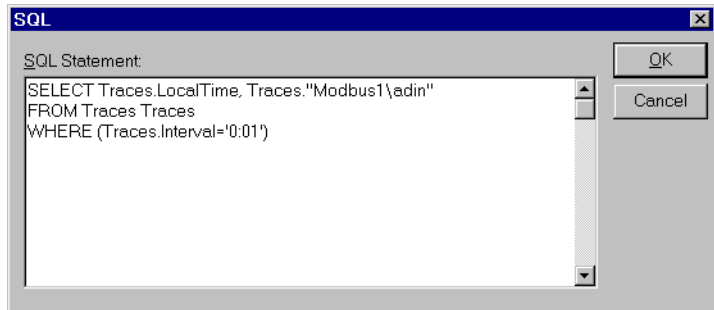 SQL
SQL Statement:
OK
SELECT Traces.LocalTime, Traces."Modbus1\adin"
FROM Traces Traces
WHERE (Traces.Interval='0:01')
Cancel